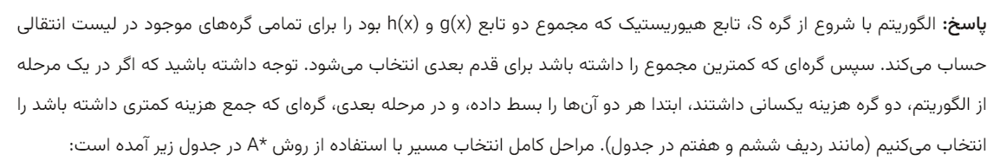 پاسخ: الگوریتم با شروع از گره S، تابع هیوریستیک که مجموع دو تابع g(x) و h(x) بود را برای تمامی گره‌های موجود در لیست انتقالی
حساب می‌کند. سپس گره‌ای که کمترین مجموع را داشته باشد برای قدم بعدی انتخاب می‌شود. توجه داشته باشید که اگر در یک مرحله
از الگوریتم، دو گره هزینه یکسانی داشتند، ابتدا هر دو آن‌ها را بسط داده، و در مرحله بعدی، گره‌ای که جمع هزینه کمتری داشته باشد را
انتخاب می‌کنیم (مانند ردیف ششم و هفتم در جدول). مراحل کامل انتخاب مسیر با استفاده از روش A* در جدول زیر آمده است: